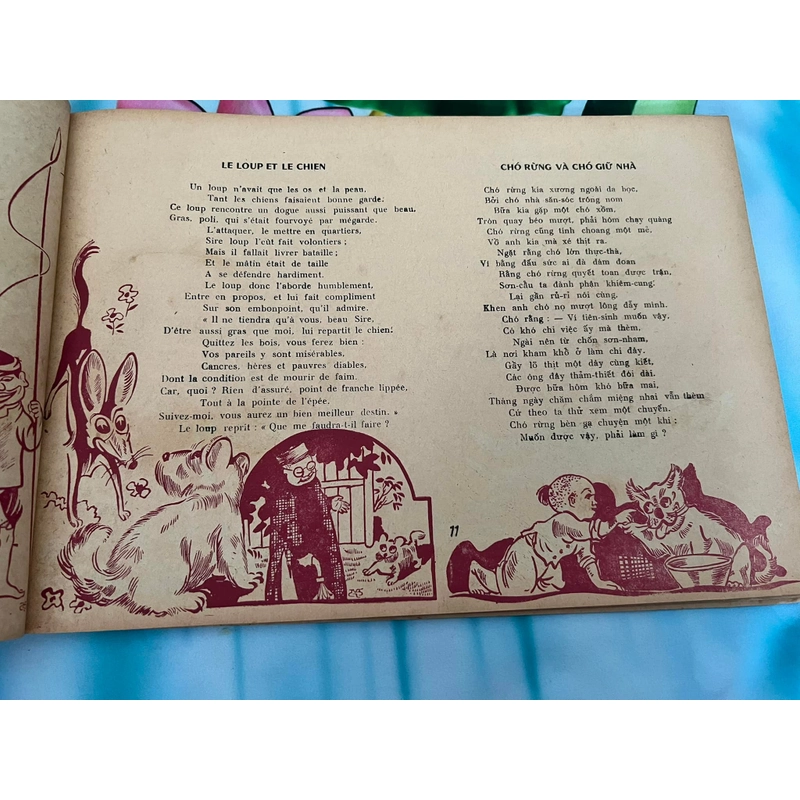 LE LOUP ET LE CHIEN
Un loup n'avait que les os et la peau.
Tant les chiens faisaient bonne garde.
Ce loup rencontre un dogue aussi puissant que beau.
Gras, poli, qui s'était fourvoyé par mégarde.
L'attaquer, le mettre en quartiers,
Sire loup l'eût fait volontiers ;
Mais il fallait livrer bataille ;
Et le mâtin était de taille
A se défendre hardiment.
Le loup donc l'aborde humblement,
Entre en propos, et lui fait compliment
Sur son embonpoint, qu'il admire.
« Il ne tiendra qu'à vous, beau Sire,
D'être aussi gras que moi, lui repartit le chien.
Quittez les bois, vous ferez bien :
Vos pareils y sont misérables,
Cancres, hères et pauvres diables,
Dont la condition est de mourir de faim.
Car, quoi ? Rien d'assuré, point de franche lippée,
Tout à la pointe de l'épée.
Suivez-moi, vous aurez un bien meilleur destin. »
Le loup reprit : « Que me faudra-t-il faire ?
CHÓ RỪNG VÀ CHÓ GIỮ NHÀ
Chó rừng kia xương ngoài da bọc,
Bởi chó nhà săn-sóc trông nom
Bữa kia gặp một chó xồm,
Tròn quay béo mượt, phải hôm chạy quàng
Chó rừng cũng tinh choang một mẻ,
Vồ anh kia mà xé thịt ra.
Ngặt rằng chó lớn thực-thà,
Ví bằng đấu sức ai đà dám đoan
Rằng chó rừng quyết toan được trận,
Sơn-cẩu ta đành phận khiêm-cung;
Lại gần rủ-rỉ nói cùng,
Khen anh chó nọ mượt lông đẫy mình.
Chó rằng : — Ví tiên-sinh muốn vậy,
Có khó chi việc ấy mà thèm,
Ngài nên từ chốn sơn-nham,
Là nơi kham khổ ở làm chi đây,
Gầy lõ thịt một dây cùng kiết,
Các ông đây thảm-thiết đói dài.
Được bữa hôm khó bữa mai,
Tháng ngày chăm chăm miệng nhai vẫn thèm
Cứ theo ta thử xem một chuyến.
Chó rừng bèn gạ chuyện một khi :
Muốn được vậy, phải làm gì ?
11